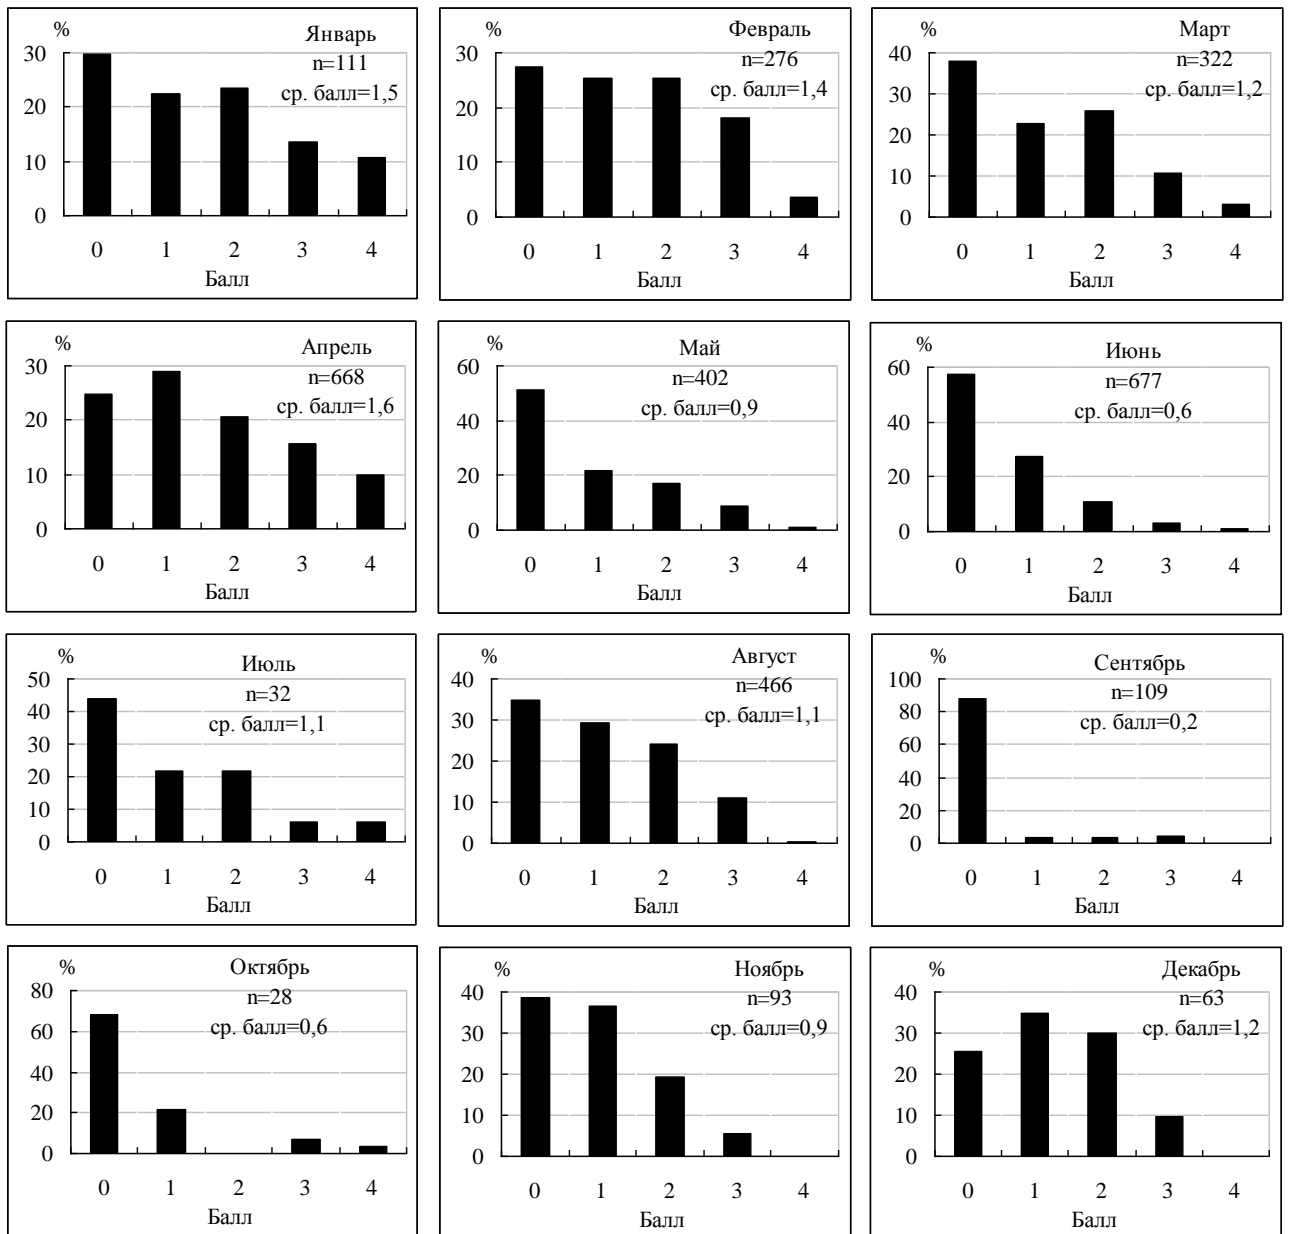 %
Январь
n=111
ср. балл=1,5
30
20
10
0
0 1 2 3 4
Балл
%
Февраль
n=276
ср. балл=1,4
30
20
10
0
0 1 2 3 4
Балл
%
Март
n=322
ср. балл=1,2
40
30
20
10
0
0 1 2 3 4
Балл
%
Апрель
n=668
ср. балл=1,6
30
20
10
0
0 1 2 3 4
Балл
%
Май
n=402
ср. балл=0,9
60
40
20
0
0 1 2 3 4
Балл
%
Июнь
n=677
ср. балл=0,6
60
40
20
0
0 1 2 3 4
Балл
%
Июль
n=32
ср. балл=1,1
50
40
30
20
10
0
0 1 2 3 4
Балл
%
Август
n=466
ср. балл=1,1
40
30
20
10
0
0 1 2 3 4
Балл
%
Сентябрь
n=109
ср. балл=0,2
100
80
60
40
20
0
0 1 2 3 4
Балл
%
Октябрь
n=28
ср. балл=0,6
80
60
40
20
0
0 1 2 3 4
Балл
%
Ноябрь
n=93
ср. балл=0,9
40
30
20
10
0
0 1 2 3 4
Балл
%
Декабрь
n=63
ср. балл=1,2
40
30
20
10
0
0 1 2 3 4
Балл